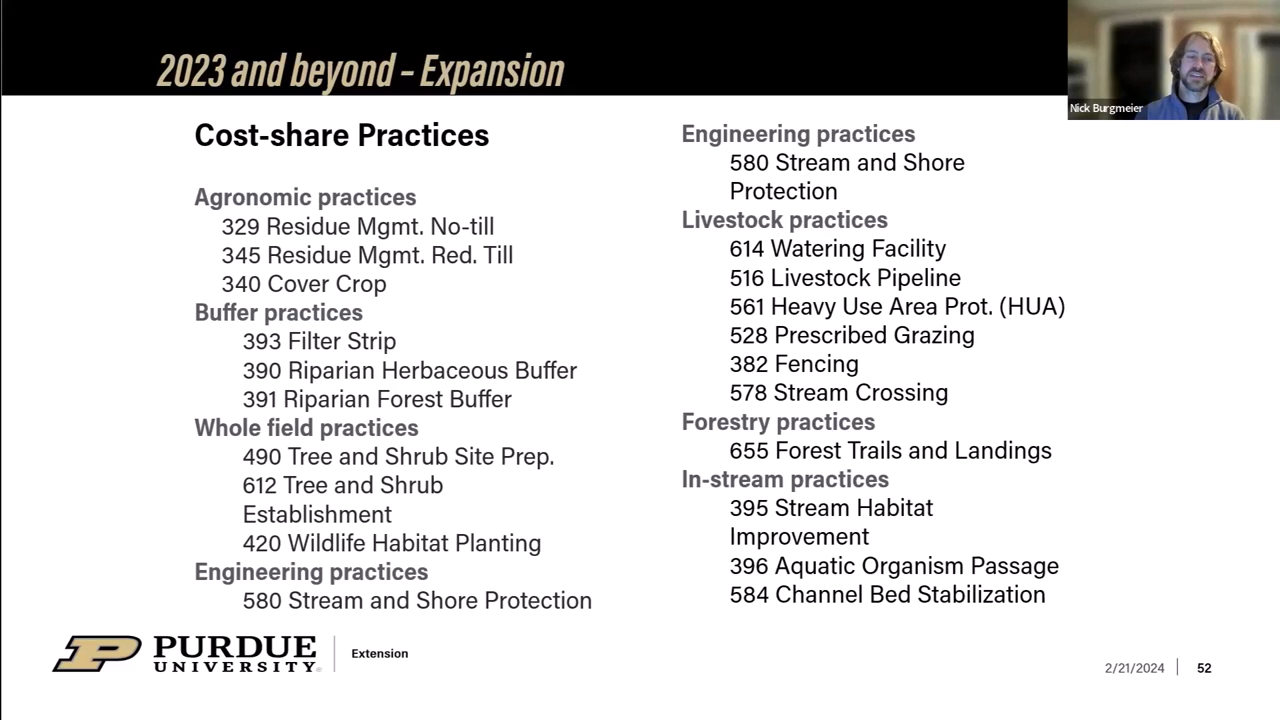 2023 and beyond – Expansion
Nick Burgmeier
Cost-share Practices
Agronomic practices
329 Residue Mgmt. No-till
345 Residue Mgmt. Red. Till
340 Cover Crop
Buffer practices
393 Filter Strip
390 Riparian Herbaceous Buffer
391 Riparian Forest Buffer
Whole field practices
490 Tree and Shrub Site Prep.
612 Tree and Shrub
Establishment
420 Wildlife Habitat Planting
Engineering practices
580 Stream and Shore Protection
Engineering practices
580 Stream and Shore
Protection
Livestock practices
614 Watering Facility
516 Livestock Pipeline
561 Heavy Use Area Prot. (HUA)
528 Prescribed Grazing
382 Fencing
578 Stream Crossing
Forestry practices
655 Forest Trails and Landings
In-stream practices
395 Stream Habitat
Improvement
396 Aquatic Organism Passage
584 Channel Bed Stabilization
PURDUE
UNIVERSITY
Extension
2/21/2024
52